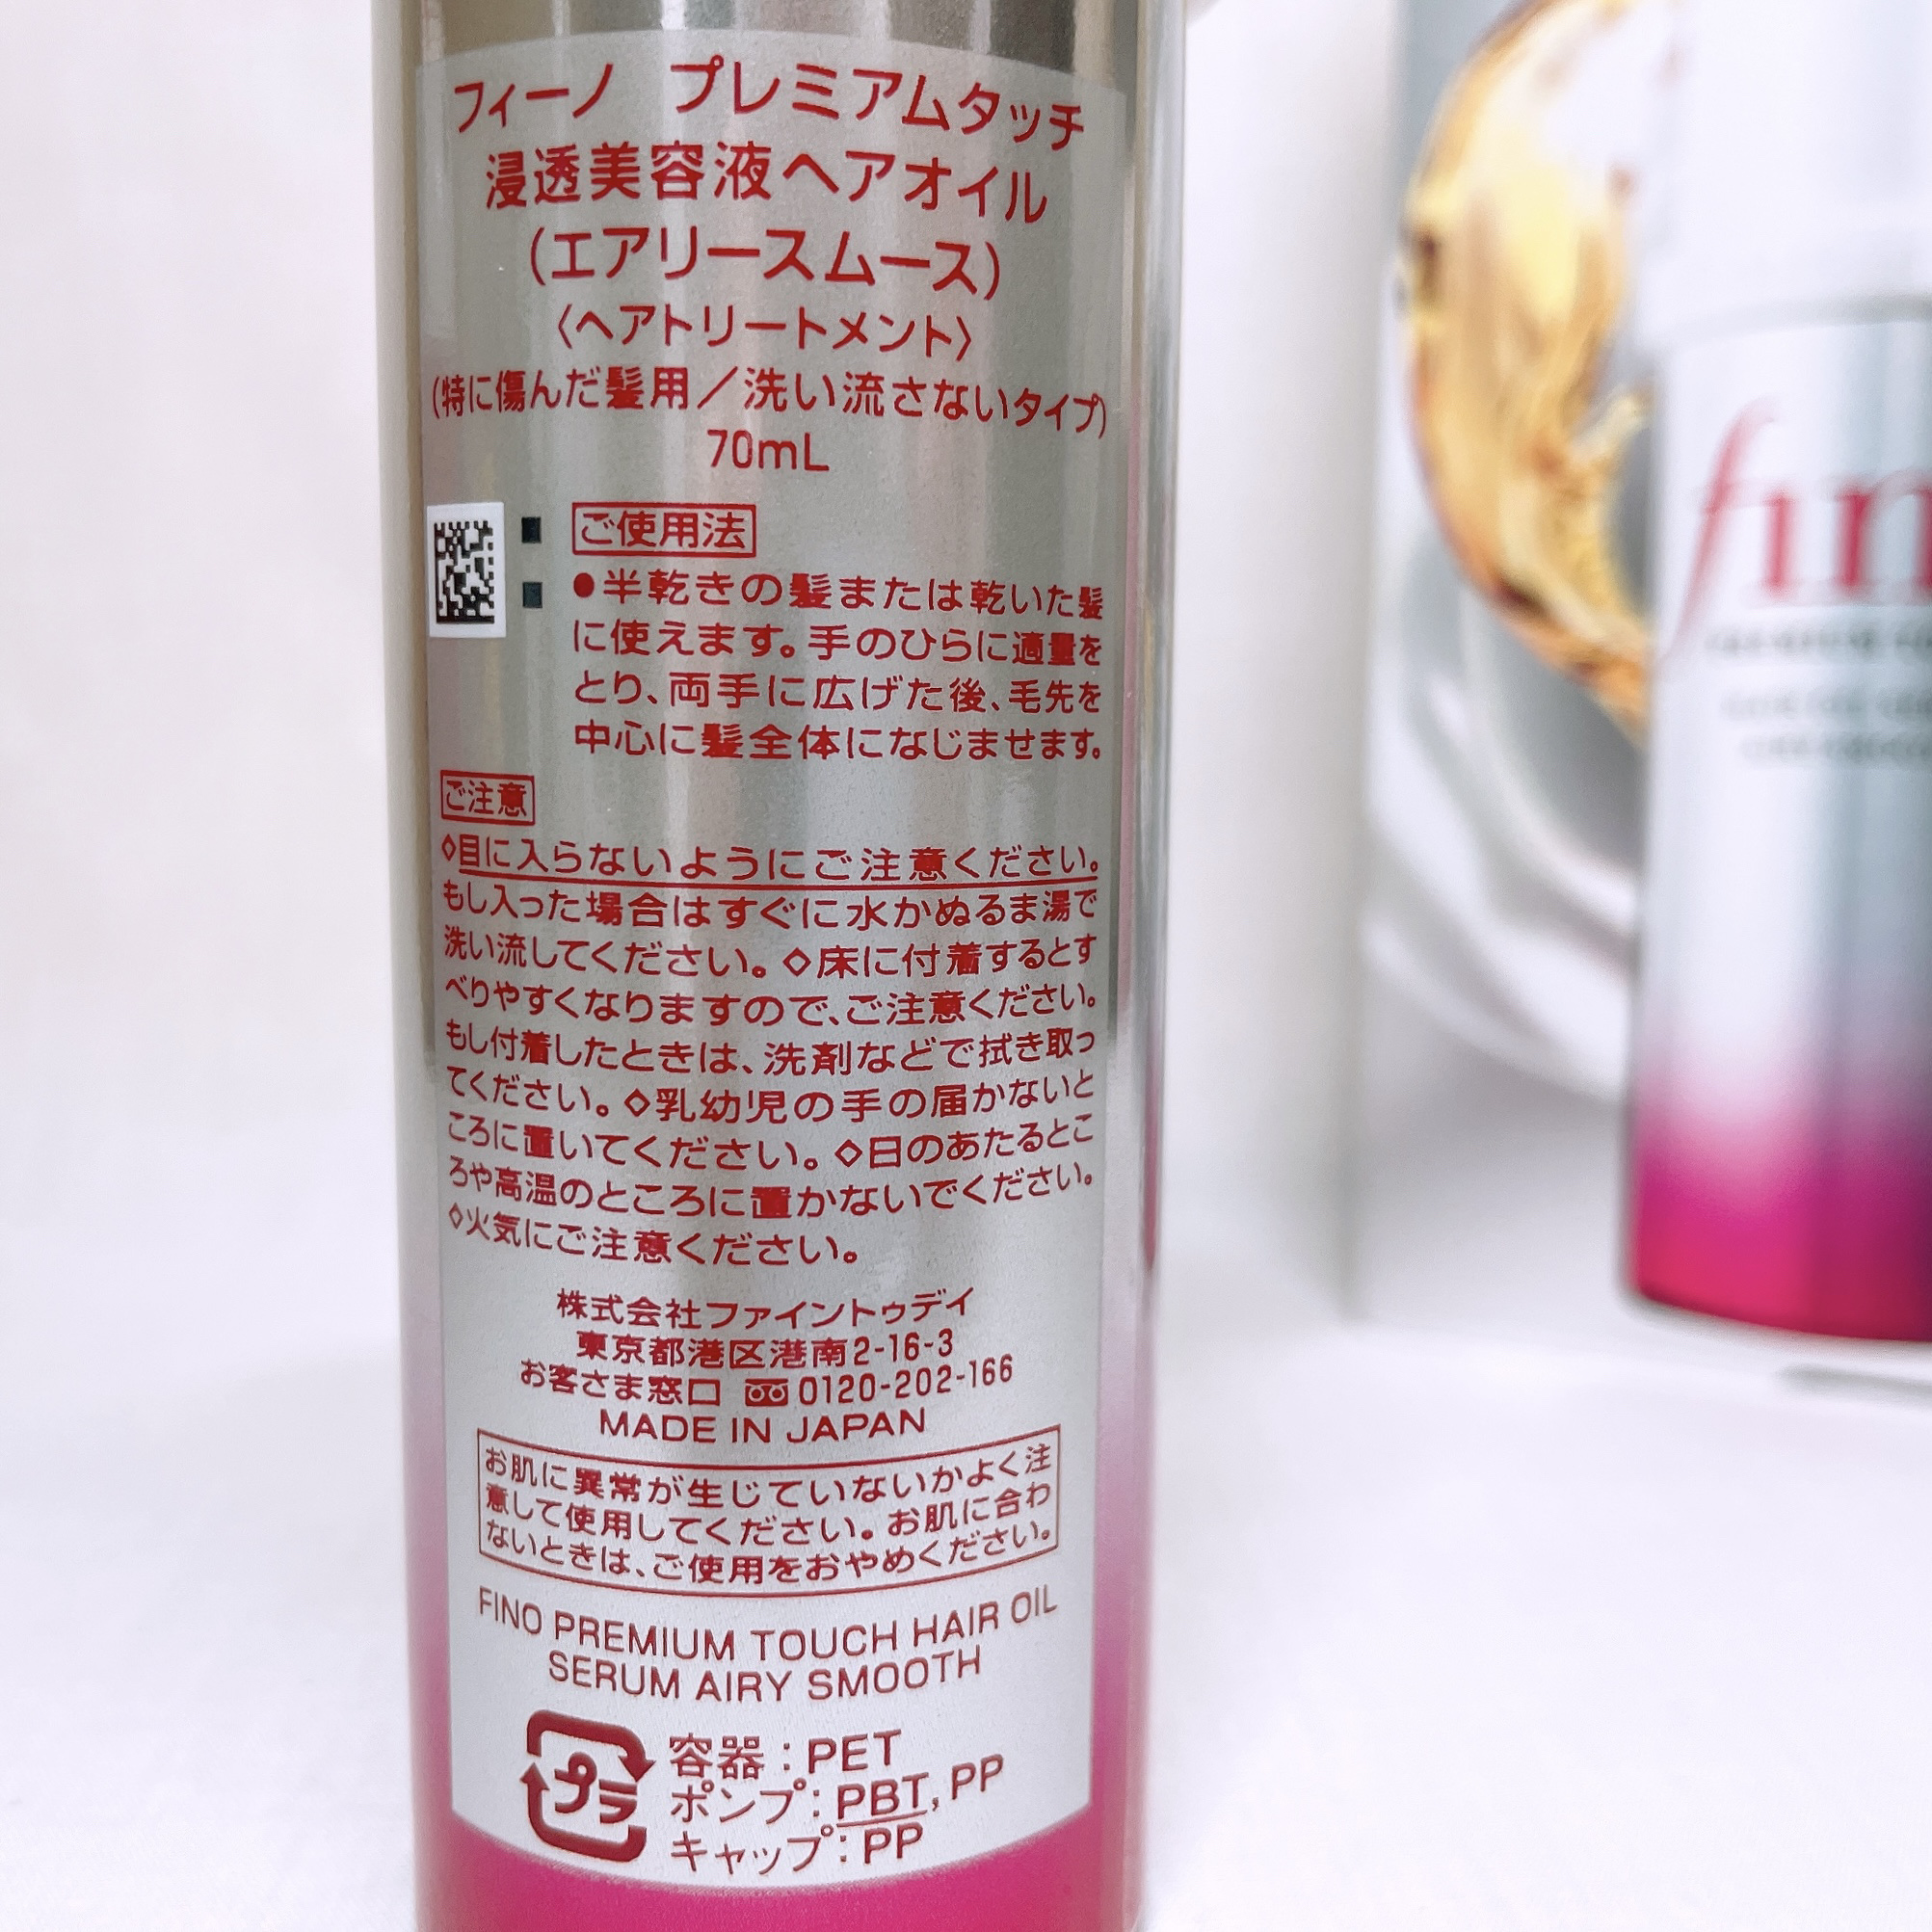 フィーノ プレミアムタッチ
浸透美容液ヘアオイル
(エアリースムース)
〈ヘアトリートメント〉
(特に傷んだ髪用／洗い流さないタイプ)
70mL
ご使用法
●半乾きの髪または乾いた髪
に使えます。手のひらに適量を
とり、両手に広げた後、毛先を
中心に髪全体になじませます。
ご注意
◇目に入らないようにご注意ください。
もし入った場合はすぐに水かぬるま湯で
洗い流してください。◇床に付着するとす
べりやすくなりますので、ご注意ください。
もし付着したときは、洗剤などで拭き取っ
てください。◇乳幼児の手の届かないと
ころに置いてください。◇日のあたるとこ
ろや高温のところに置かないでください。
◇火気にご注意ください。
株式会社ファイントゥデイ
東京都港区港南2-16-3
お客さま窓口 0120-202-166
MADE IN JAPAN
お肌に異常が生じていないかよく注
意して使用してください。お肌に合わ
ないときは、ご使用をおやめください。
FINO PREMIUM TOUCH HAIR OIL
SERUM AIRY SMOOTH
プラ
容器：PET
ポンプ：PBT, PP
キャップ：PP
fin